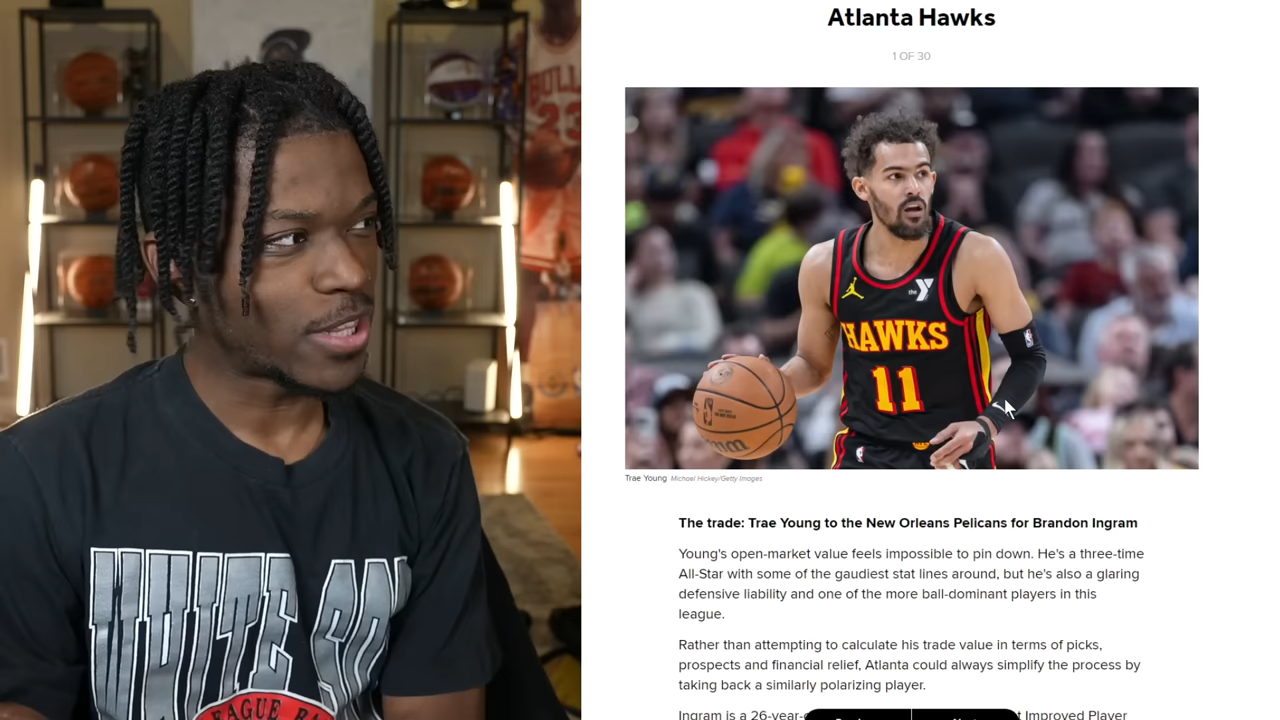 Atlanta Hawks
1 OF 30
BULLS
23
the Y
HAWKS
11
Trae Young Michael Hickey/Getty Images
The trade: Trae Young to the New Orleans Pelicans for Brandon Ingram
Young's open-market value feels impossible to pin down. He's a three-time
All-Star with some of the gaudiest stat lines around, but he's also a glaring
defensive liability and one of the more ball-dominant players in this
league.
Rather than attempting to calculate his trade value in terms of picks,
prospects and financial relief, Atlanta could always simplify the process by
taking back a similarly polarizing player.
Ingram is a 26-year-
t Improved Player
WHITE SO